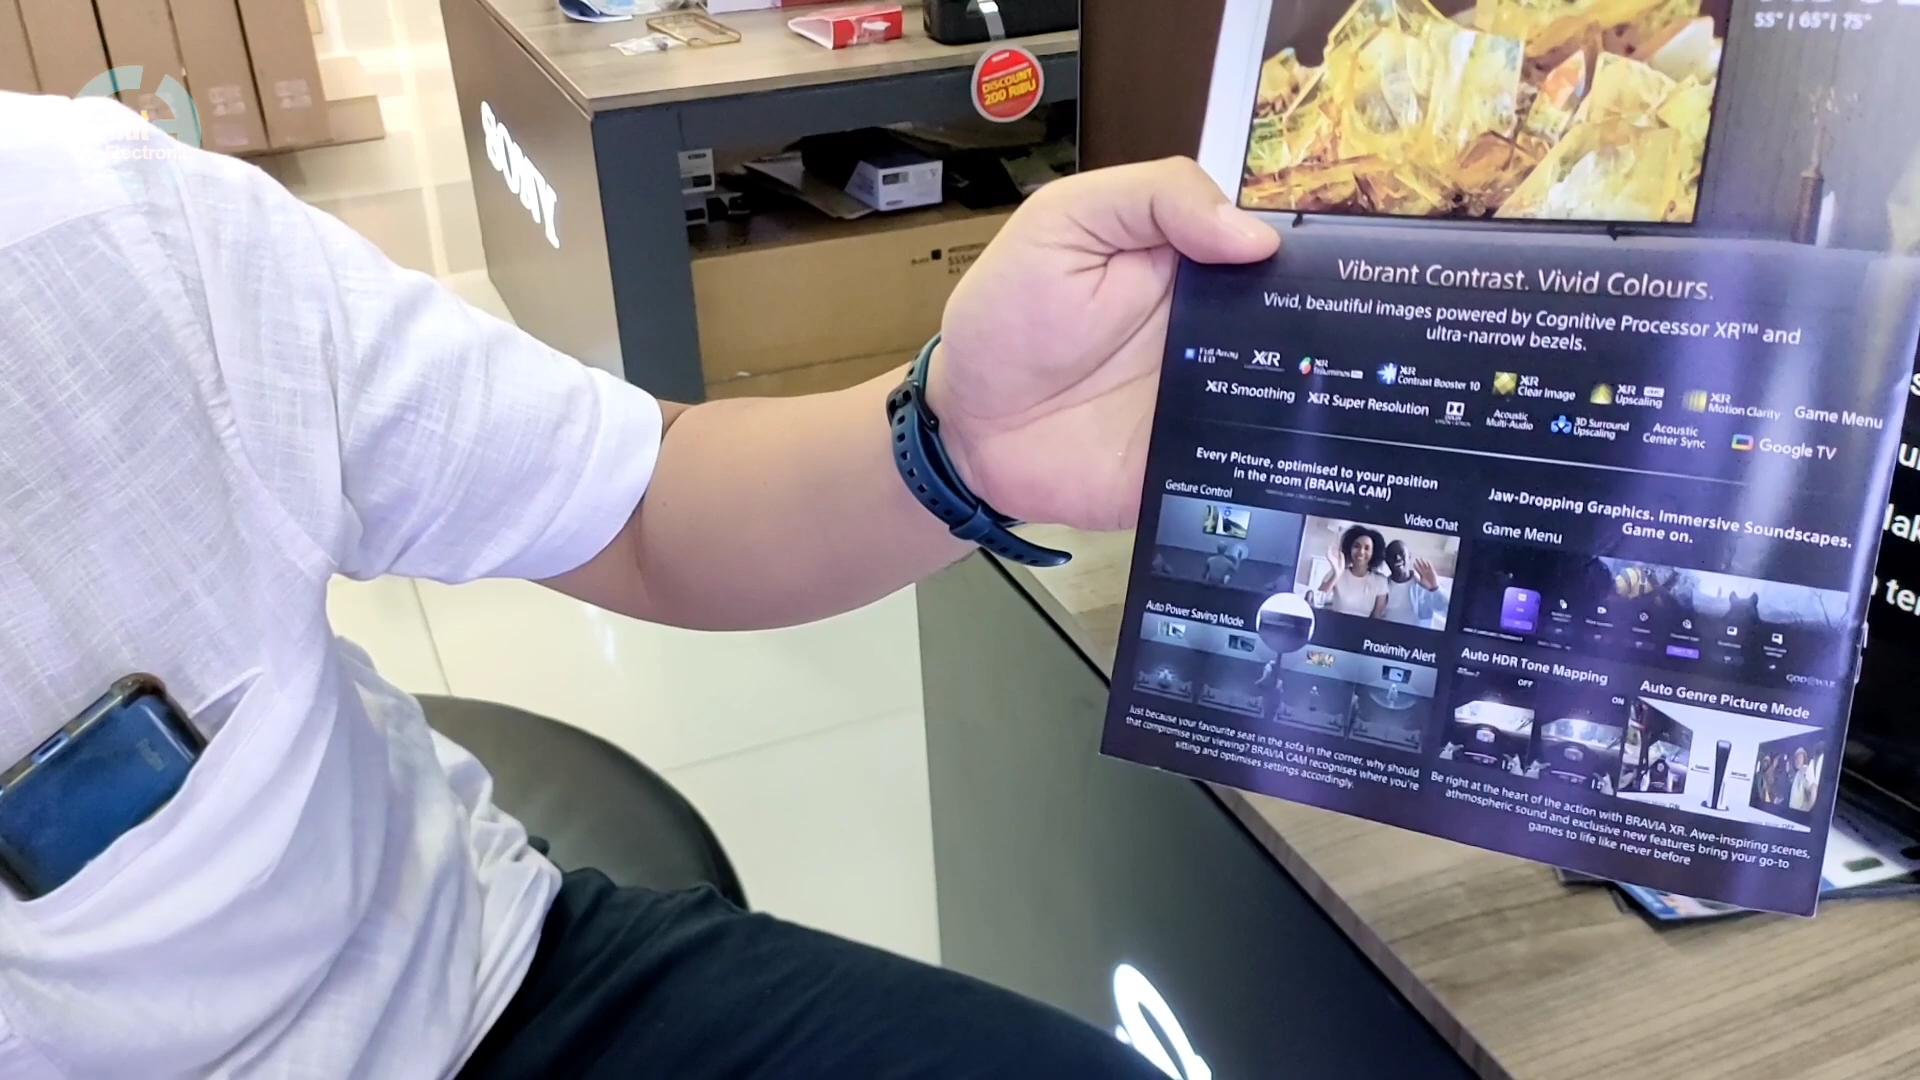 Electronic
SONY
DISCOUNT
200 RIBU
55" | 65" | 75"
Vibrant Contrast. Vivid Colours.
Vivid, beautiful images powered by Cognitive Processor XR™ and
ultra-narrow bezels.
Full Array
LED
XR
XR
Triluminos Pro
XR
Contrast Booster 10
XR
Clear Image
XR
Upscaling
XR
Motion Clarity
Game Menu
XR Smoothing
XR Super Resolution
Acoustic
Multi-Audio
3D Surround
Upscaling
Acoustic
Center Sync
Google TV
Every Picture, optimised to your position
in the room (BRAVIA CAM)
Gesture Control
Video Chat
Auto Power Saving Mode
Proximity Alert
Just because your favourite seat in the sofa in the corner, why should
that compromise your viewing? BRAVIA CAM recognises where you're
sitting and optimises settings accordingly.
Jaw-Dropping Graphics. Immersive Soundscapes.
Game on.
Game Menu
Auto HDR Tone Mapping
OFF
ON
Auto Genre Picture Mode
Be right at the heart of the action with BRAVIA XR. Awe-inspiring scenes,
athmospheric sound and exclusive new features bring your go-to
games to life like never before